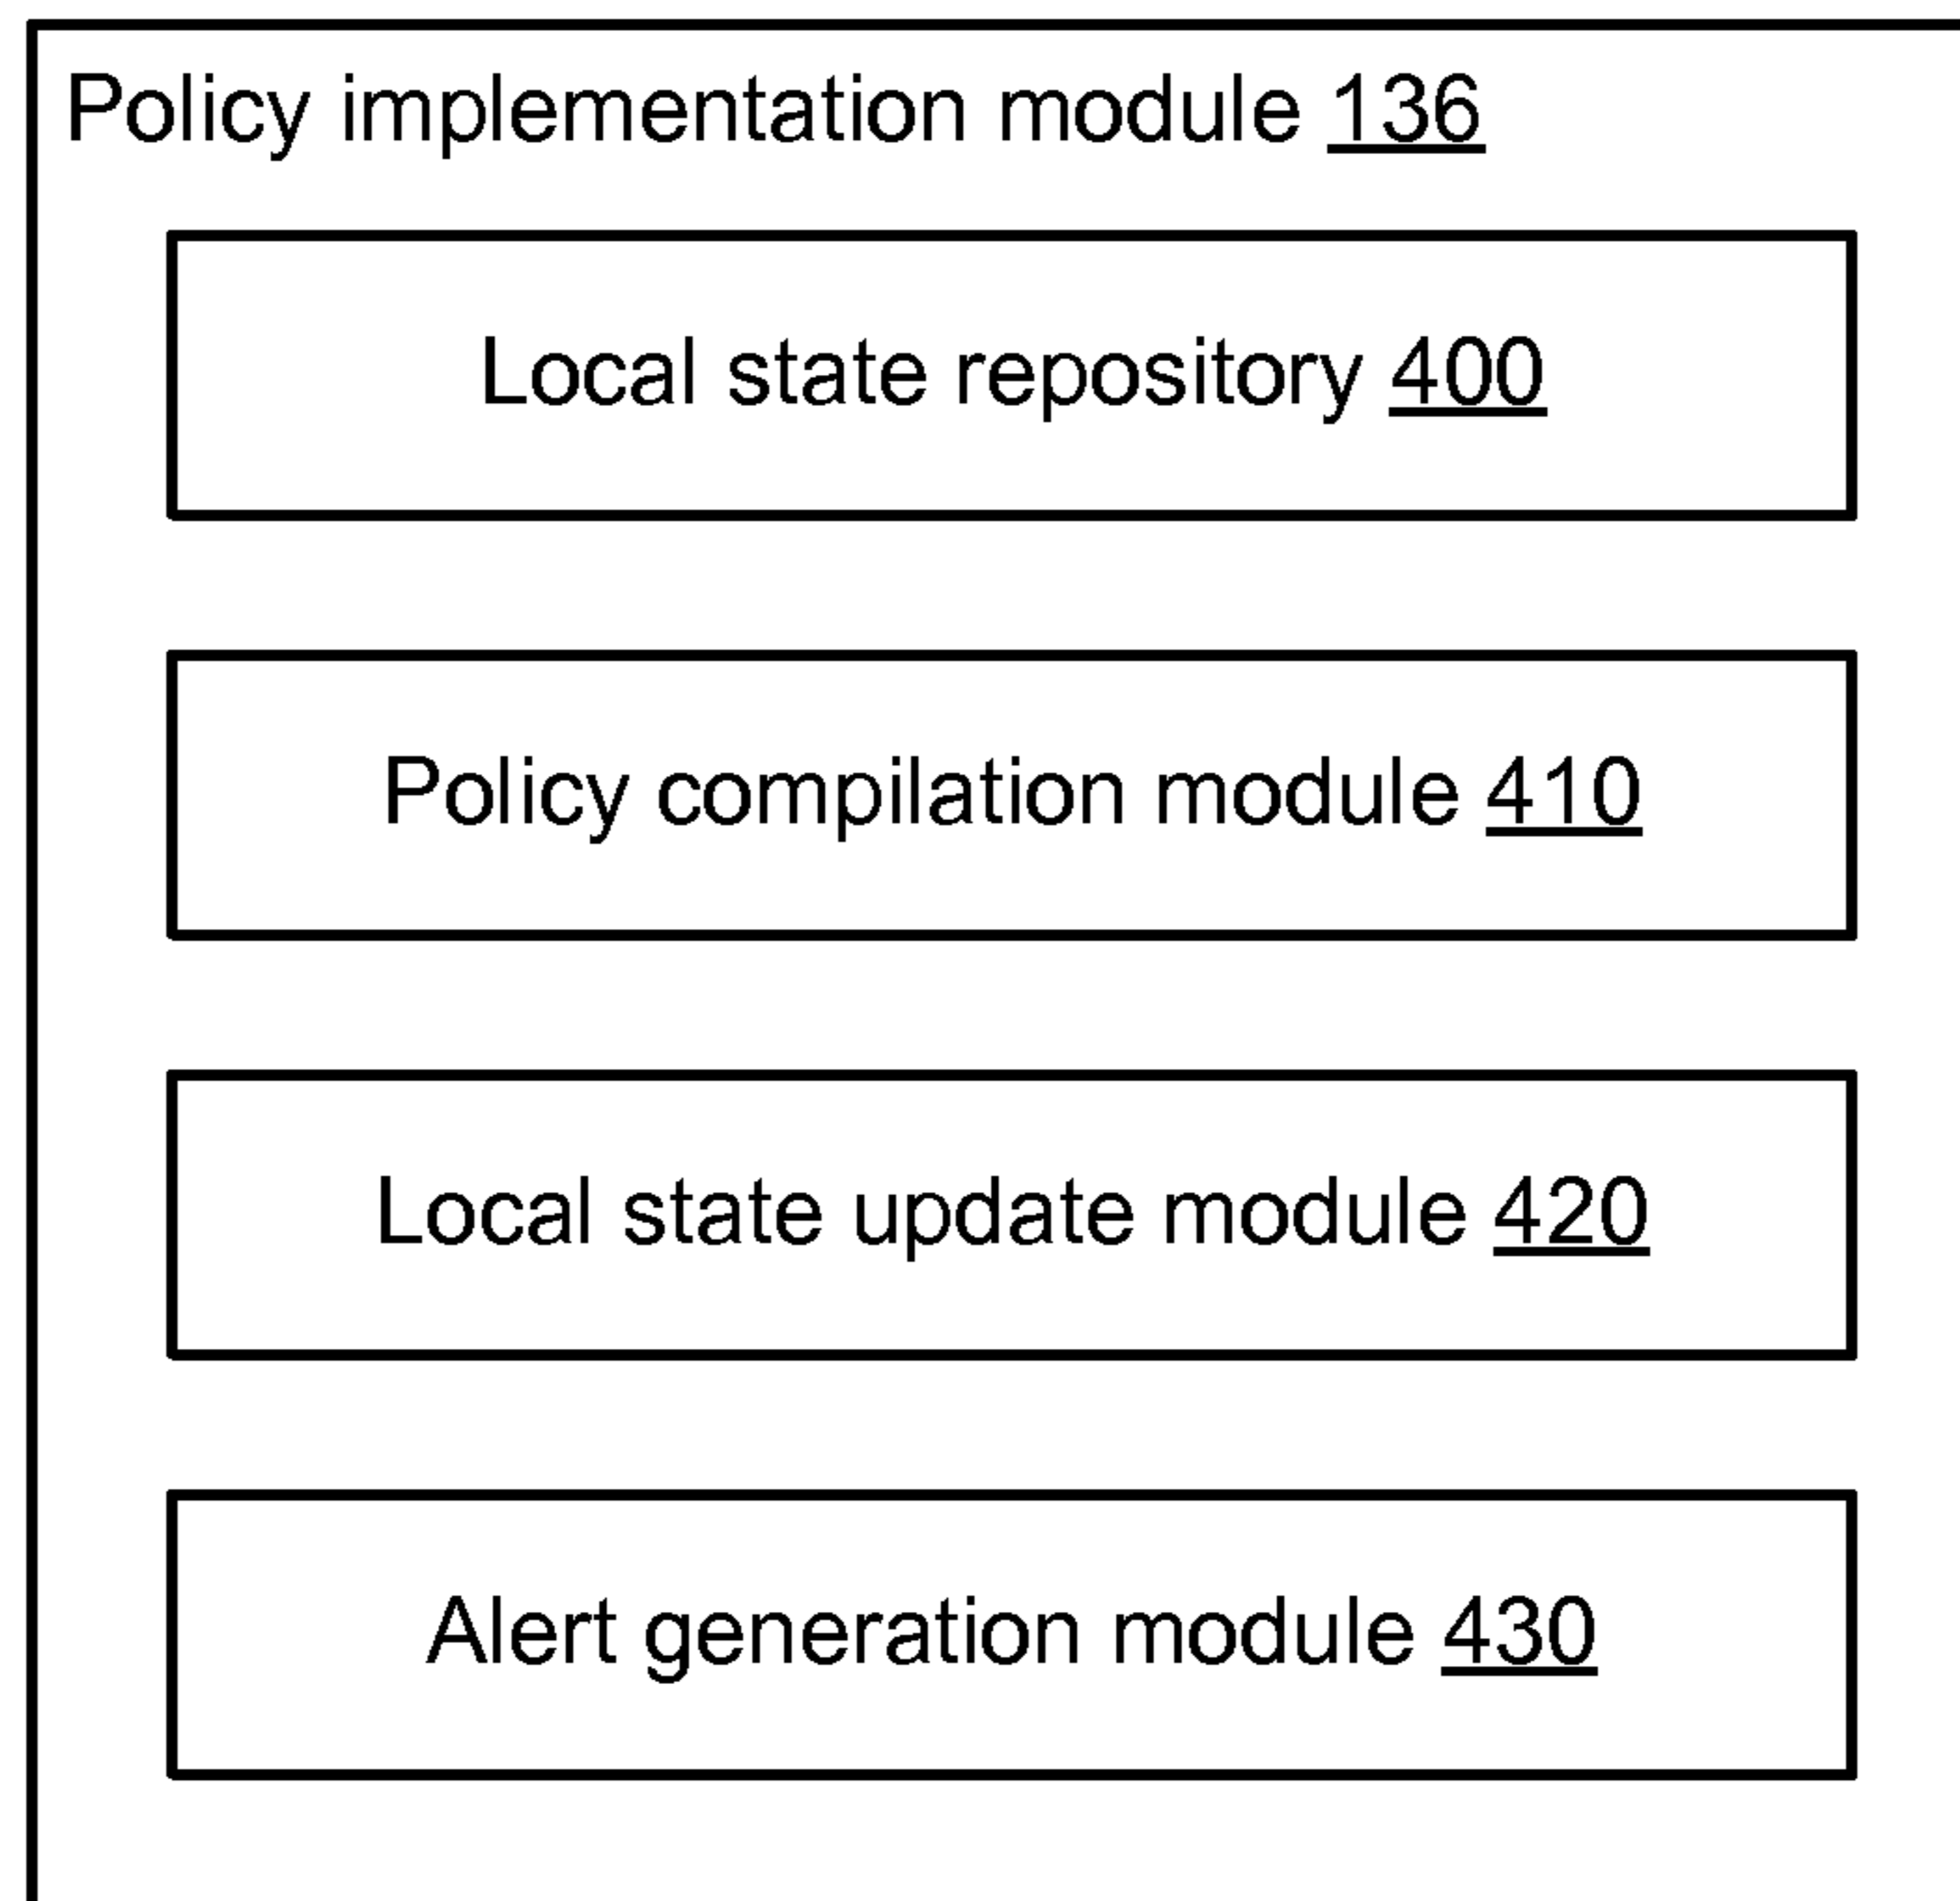 Policy implementation module 136
Local state repository 400
Policy compilation module 410
Local state update module 420
Alert generation module 430